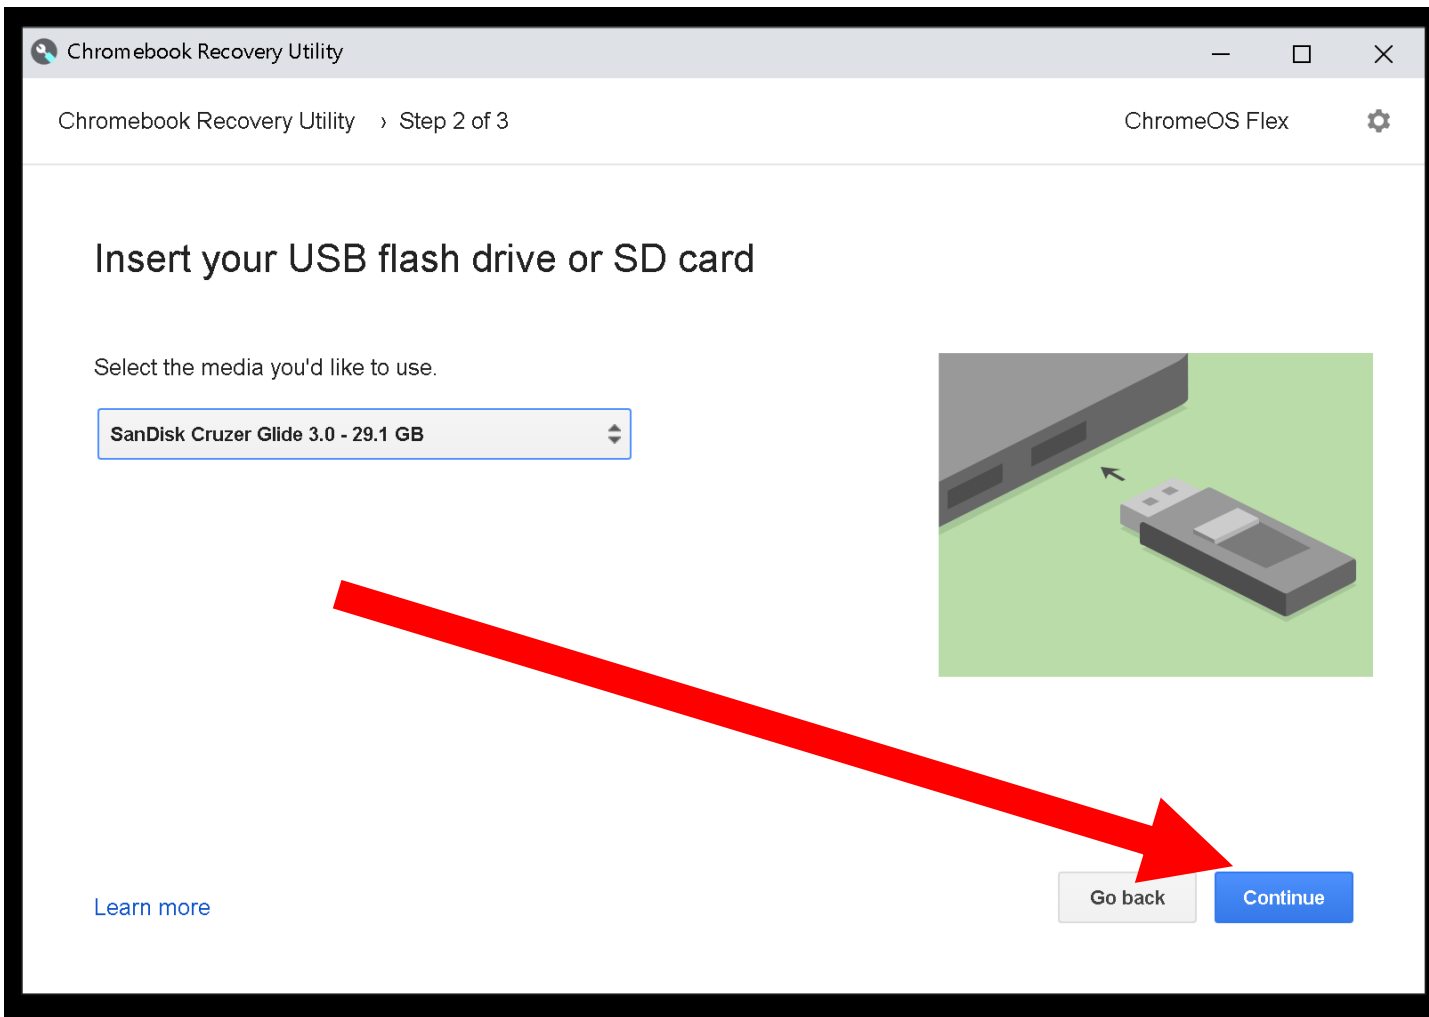 Chromebook Recovery Utility
Chromebook Recovery Utility › Step 2 of 3
ChromeOS Flex
Insert your USB flash drive or SD card
Select the media you'd like to use.
SanDisk Cruzer Glide 3.0 - 29.1 GB
Learn more
Go back
Continue